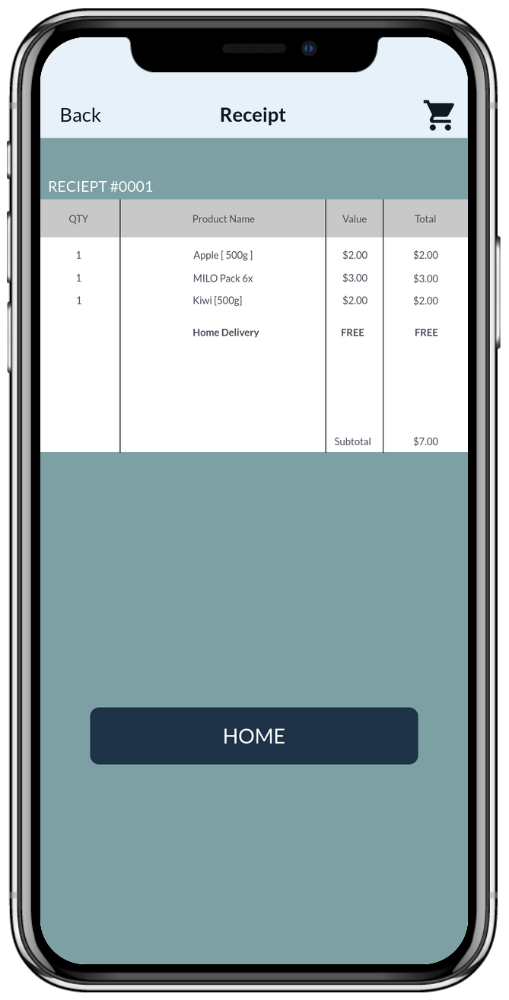 Back Receipt
RECIEPT #0001
QTY Product Name Value Total
1 Apple [ 500g ] $2.00 $2.00
1 MILO Pack 6x $3.00 $3.00
1 Kiwi [500g] $2.00 $2.00
Home Delivery FREE FREE
Subtotal $7.00
HOME